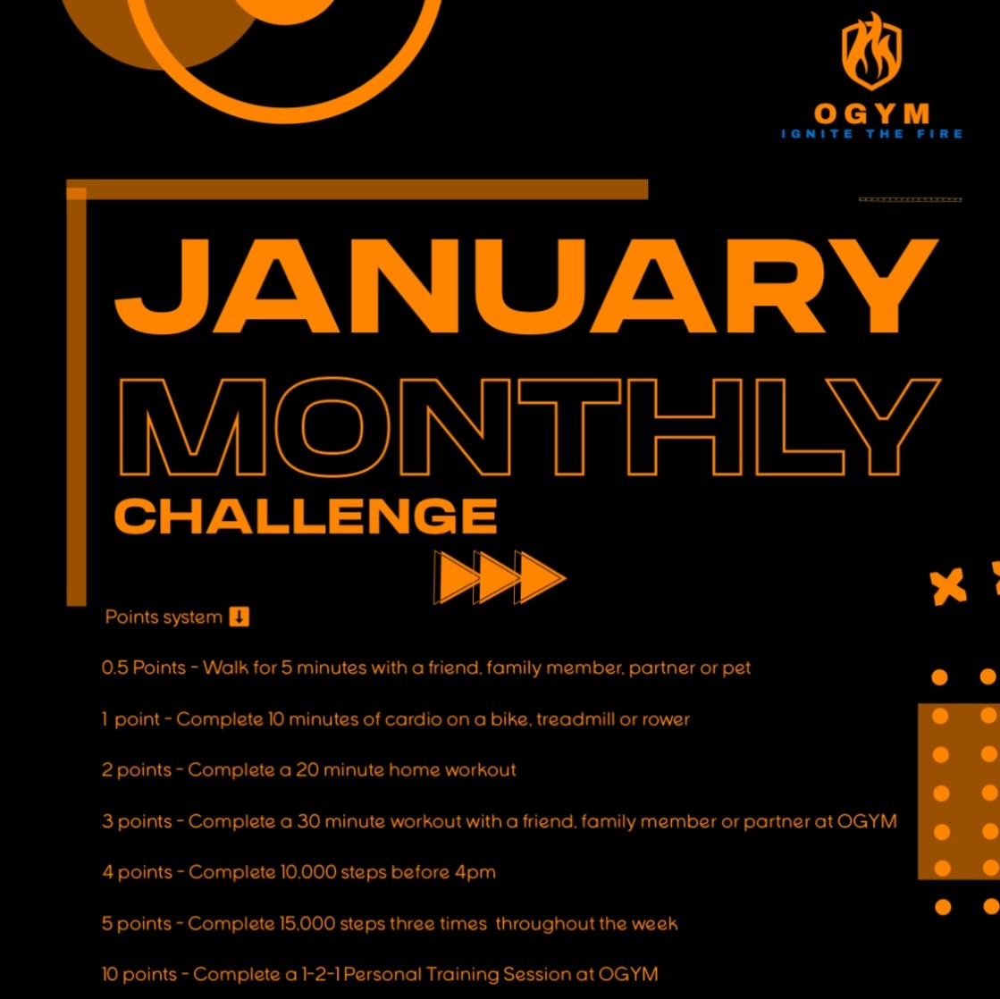 OGYM
IGNITE THE FIRE
JANUARY
MONTHLY
CHALLENGE
Points system ⬇
0.5 Points - Walk for 5 minutes with a friend, family member, partner or pet
1 point - Complete 10 minutes of cardio on a bike, treadmill or rower
2 points - Complete a 20 minute home workout
3 points - Complete a 30 minute workout with a friend, family member or partner at OGYM
4 points - Complete 10,000 steps before 4pm
5 points - Complete 15,000 steps three times  throughout the week
10 points - Complete a 1-2-1 Personal Training Session at OGYM